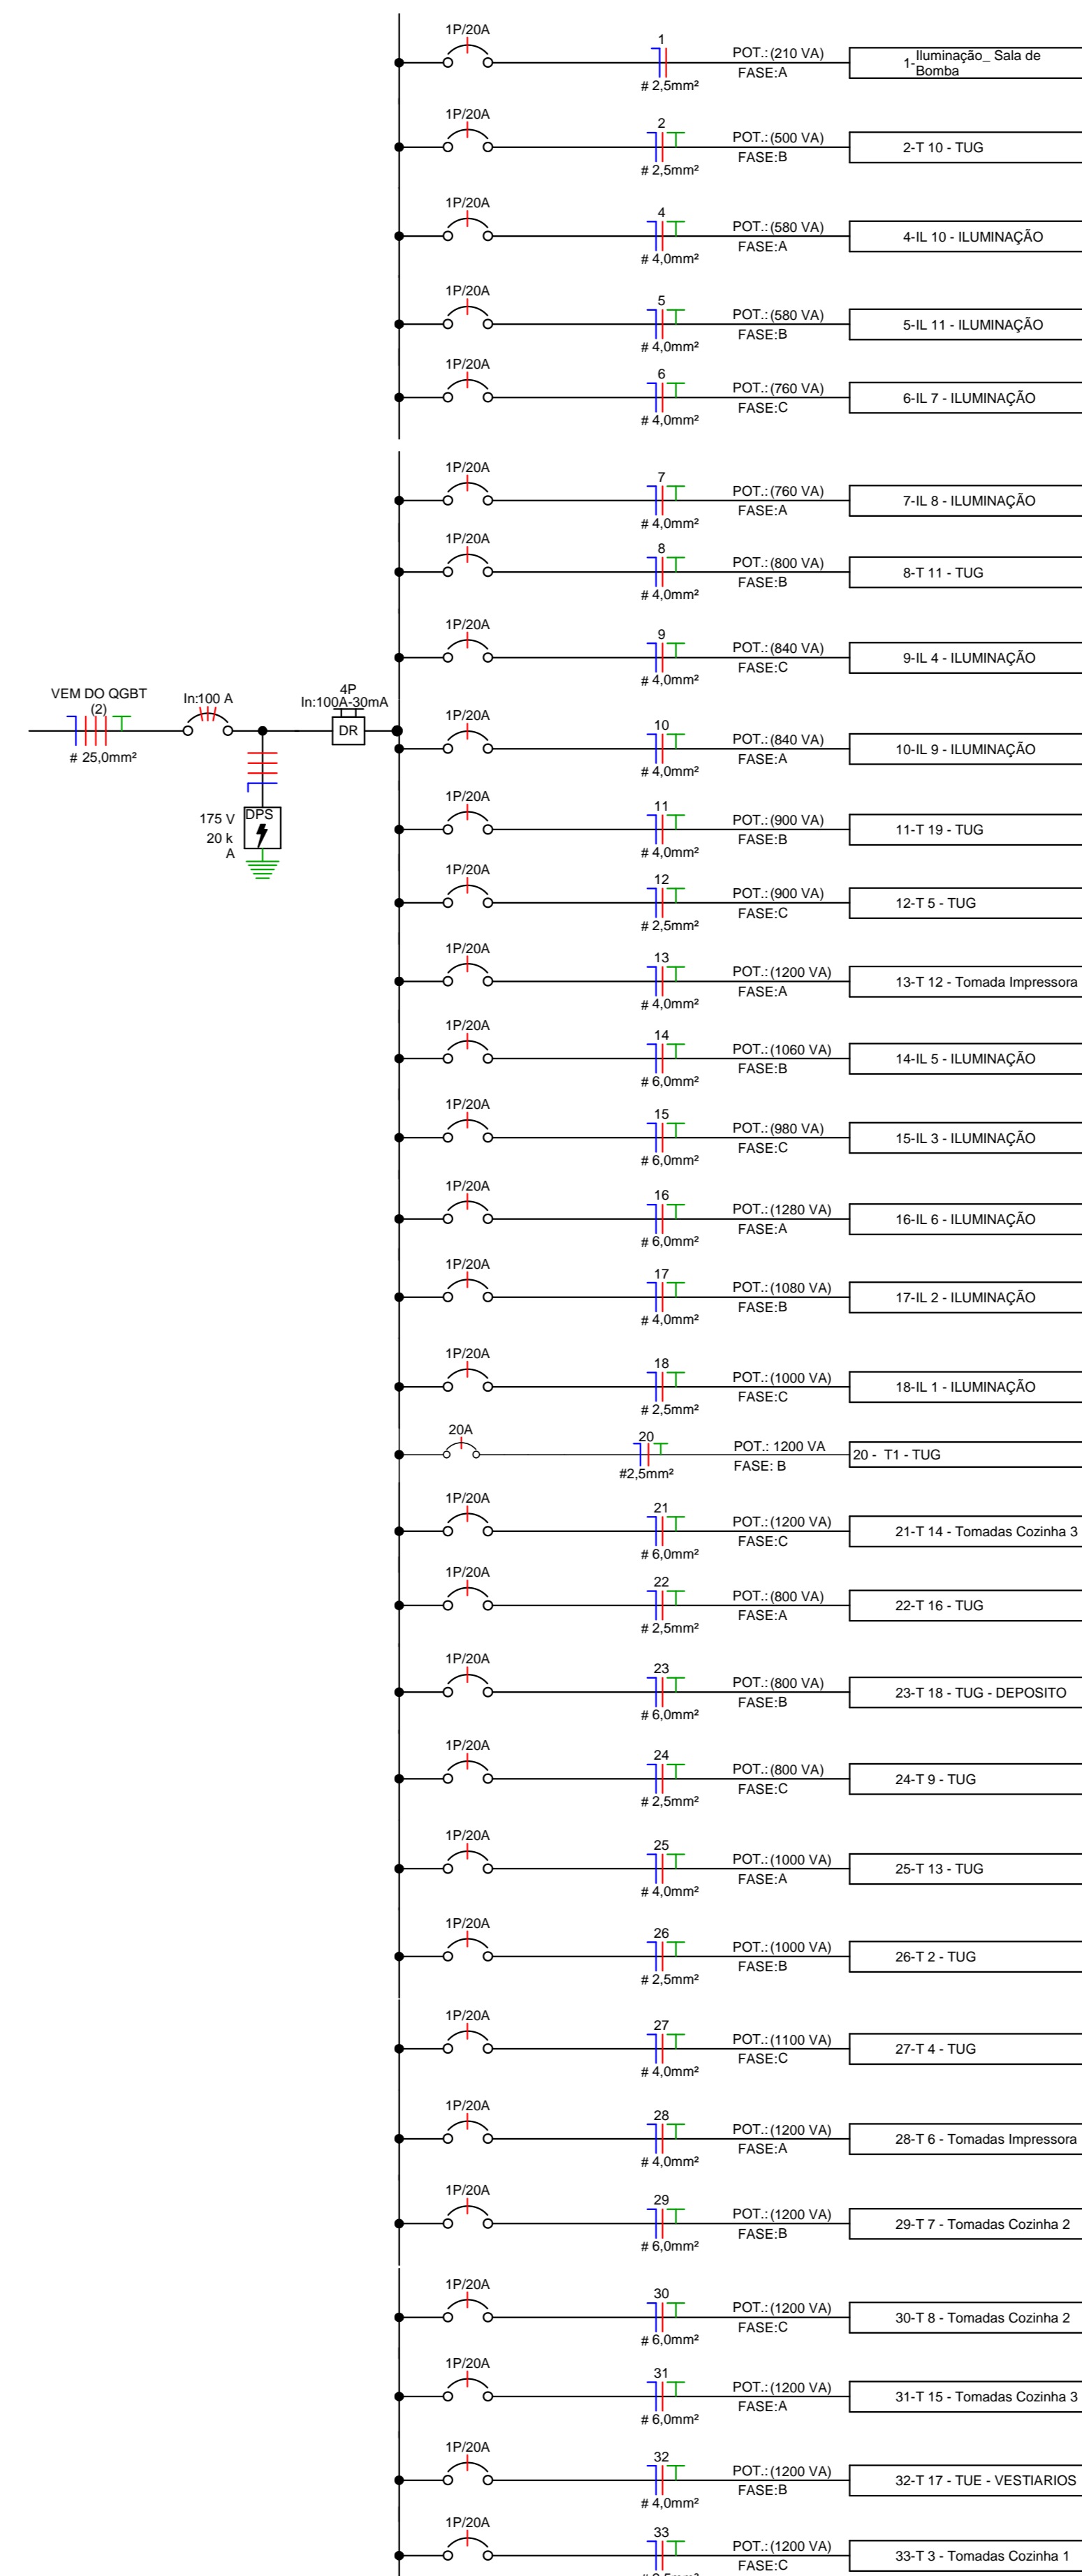 1P/20A
1
# 2,5mm²
POT.:(210 VA)
FASE:A
1-Iluminação_ Sala de
Bomba
1P/20A
2
# 2,5mm²
POT.:(500 VA)
FASE:B
2-T 10 - TUG
1P/20A
4
# 4,0mm²
POT.:(580 VA)
FASE:A
4-IL 10 - ILUMINAÇÃO
1P/20A
5
# 4,0mm²
POT.:(580 VA)
FASE:B
5-IL 11 - ILUMINAÇÃO
1P/20A
6
# 4,0mm²
POT.:(760 VA)
FASE:C
6-IL 7 - ILUMINAÇÃO
1P/20A
7
# 4,0mm²
POT.:(760 VA)
FASE:A
7-IL 8 - ILUMINAÇÃO
1P/20A
8
# 4,0mm²
POT.:(800 VA)
FASE:B
8-T 11 - TUG
1P/20A
9
# 4,0mm²
POT.:(840 VA)
FASE:C
9-IL 4 - ILUMINAÇÃO
VEM DO QGBT
(2)
# 25,0mm²
In:100 A
4P
In:100A-30mA
DR
175 V
20 k
A
DPS
1P/20A
10
# 4,0mm²
POT.:(840 VA)
FASE:A
10-IL 9 - ILUMINAÇÃO
1P/20A
11
# 4,0mm²
POT.:(900 VA)
FASE:B
11-T 19 - TUG
1P/20A
12
# 2,5mm²
POT.:(900 VA)
FASE:C
12-T 5 - TUG
1P/20A
13
# 4,0mm²
POT.:(1200 VA)
FASE:A
13-T 12 - Tomada Impressora
1P/20A
14
# 6,0mm²
POT.:(1060 VA)
FASE:B
14-IL 5 - ILUMINAÇÃO
1P/20A
15
# 6,0mm²
POT.:(980 VA)
FASE:C
15-IL 3 - ILUMINAÇÃO
1P/20A
16
# 6,0mm²
POT.:(1280 VA)
FASE:A
16-IL 6 - ILUMINAÇÃO
1P/20A
17
# 4,0mm²
POT.:(1080 VA)
FASE:B
17-IL 2 - ILUMINAÇÃO
1P/20A
18
# 2,5mm²
POT.:(1000 VA)
FASE:C
18-IL 1 - ILUMINAÇÃO
20A
20
#2,5mm²
POT.: 1200 VA
FASE: B
20 - T1 - TUG
1P/20A
21
# 6,0mm²
POT.:(1200 VA)
FASE:C
21-T 14 - Tomadas Cozinha 3
1P/20A
22
# 2,5mm²
POT.:(800 VA)
FASE:A
22-T 16 - TUG
1P/20A
23
# 6,0mm²
POT.:(800 VA)
FASE:B
23-T 18 - TUG - DEPOSITO
1P/20A
24
# 2,5mm²
POT.:(800 VA)
FASE:C
24-T 9 - TUG
1P/20A
25
# 4,0mm²
POT.:(1000 VA)
FASE:A
25-T 13 - TUG
1P/20A
26
# 2,5mm²
POT.:(1000 VA)
FASE:B
26-T 2 - TUG
1P/20A
27
# 4,0mm²
POT.:(1100 VA)
FASE:C
27-T 4 - TUG
1P/20A
28
# 4,0mm²
POT.:(1200 VA)
FASE:A
28-T 6 - Tomadas Impressora
1P/20A
29
# 6,0mm²
POT.:(1200 VA)
FASE:B
29-T 7 - Tomadas Cozinha 2
1P/20A
30
# 6,0mm²
POT.:(1200 VA)
FASE:C
30-T 8 - Tomadas Cozinha 2
1P/20A
31
# 6,0mm²
POT.:(1200 VA)
FASE:A
31-T 15 - Tomadas Cozinha 3
1P/20A
32
# 4,0mm²
POT.:(1200 VA)
FASE:B
32-T 17 - TUE - VESTIARIOS
1P/20A
33
POT.:(1200 VA)
FASE:C
33-T 3 - Tomadas Cozinha 1